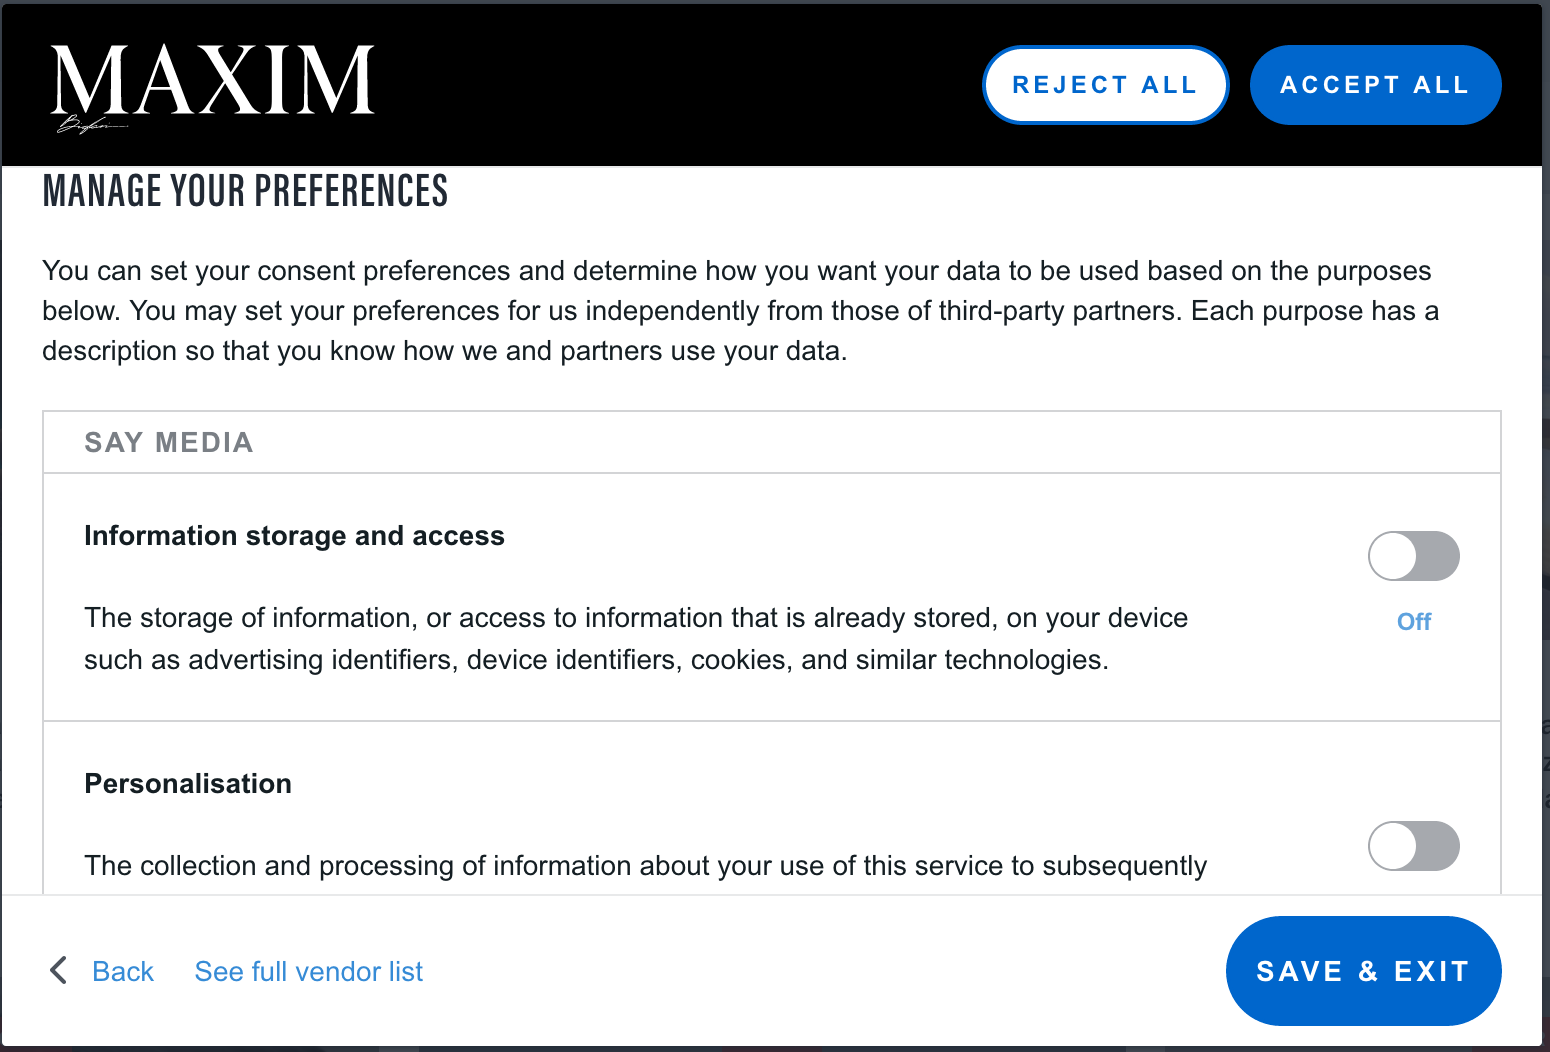 MAXIM
REJECT ALL
ACCEPT ALL
MANAGE YOUR PREFERENCES
You can set your consent preferences and determine how you want your data to be used based on the purposes
below. You may set your preferences for us independently from those of third-party partners. Each purpose has a
description so that you know how we and partners use your data.
SAY MEDIA
Information storage and access
The storage of information, or access to information that is already stored, on your device
such as advertising identifiers, device identifiers, cookies, and similar technologies.
Off
Personalisation
The collection and processing of information about your use of this service to subsequently
Back
See full vendor list
SAVE & EXIT